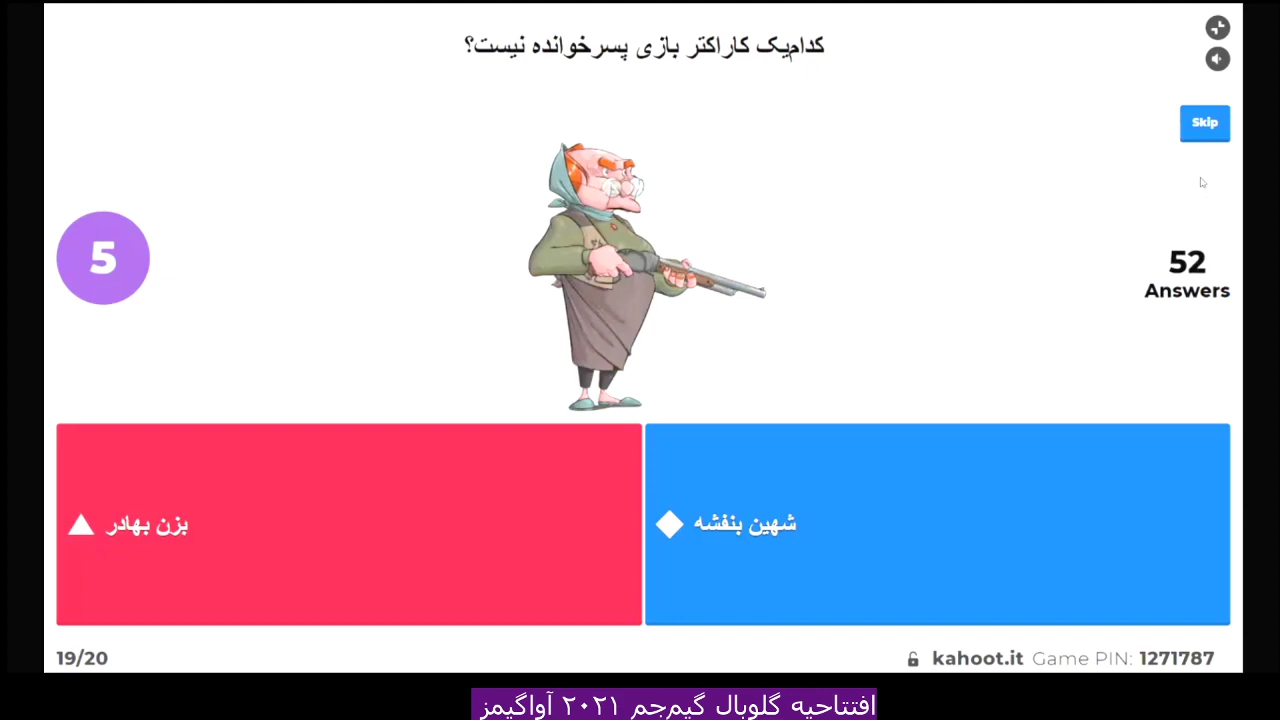 کدام‌یک کاراکتر بازی پسرخوانده نیست؟
Skip
5
52
Answers
بزن بهادر
شهین بنفشه
19/20
kahoot.it Game PIN: 1271787
افتتاحیه گلوبال گیم‌جم ۲۰۲۱ آواگیمز